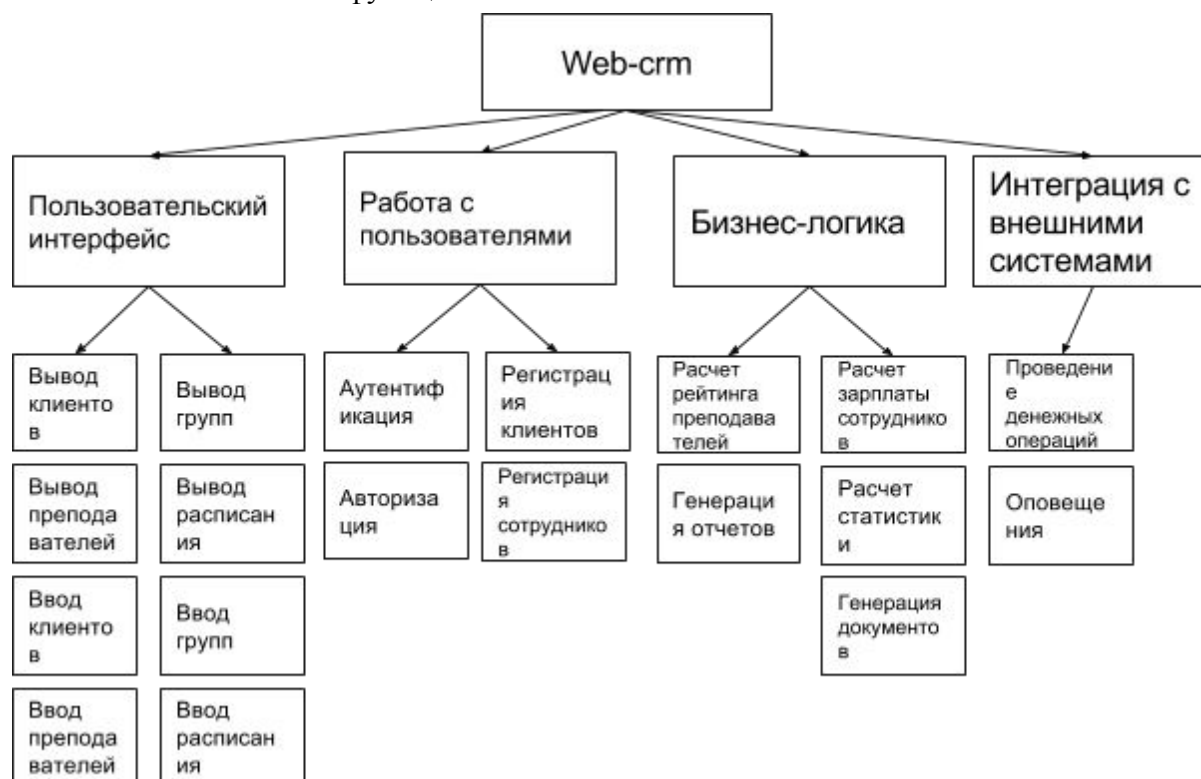 Web-crm
Пользовательский
интерфейс
Работа с
пользователями
Бизнес-логика
Интеграция с
внешними
системами
Вывод
клиенто
в
Вывод
групп
Аутентиф
икация
Регистрац
ия
клиентов
Расчет
рейтинга
преподава
телей
Расчет
зарплаты
сотруднико
в
Проведени
е
денежных
операций
Вывод
препода
вателей
Вывод
расписан
ия
Авториза
ция
Регистраци
я
сотруднико
в
Генераци
я отчетов
Расчет
статистик
и
Оповеще
ния
Ввод
клиенто
в
Ввод
групп
Генерация
документо
в
Ввод
препода
вателей
Ввод
расписан
ия